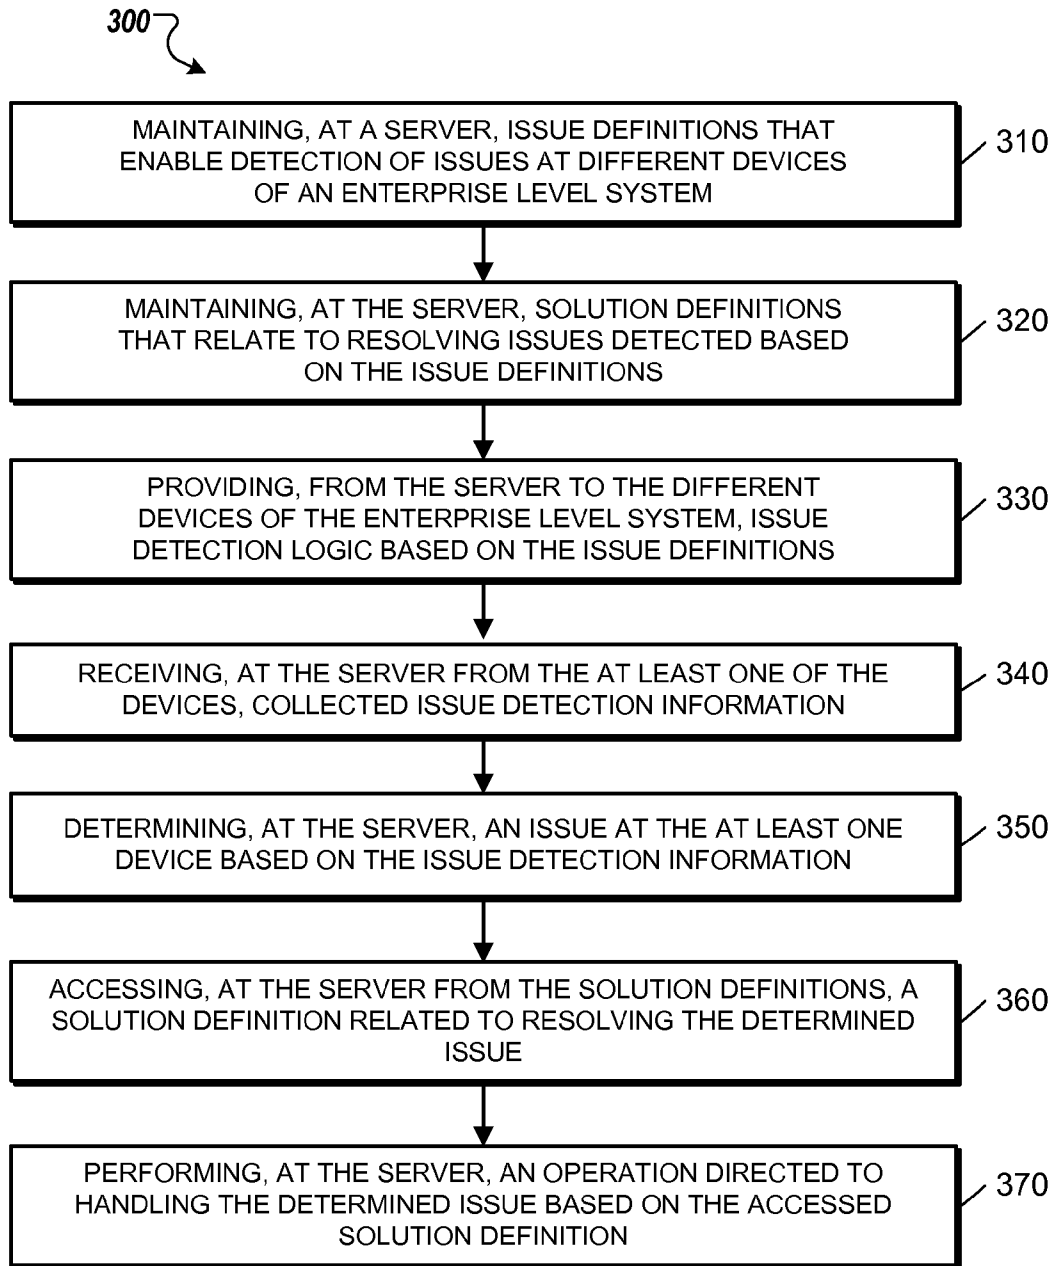 300
MAINTAINING, AT A SERVER, ISSUE DEFINITIONS THAT
ENABLE DETECTION OF ISSUES AT DIFFERENT DEVICES
OF AN ENTERPRISE LEVEL SYSTEM
310
MAINTAINING, AT THE SERVER, SOLUTION DEFINITIONS
THAT RELATE TO RESOLVING ISSUES DETECTED BASED
ON THE ISSUE DEFINITIONS
320
PROVIDING, FROM THE SERVER TO THE DIFFERENT
DEVICES OF THE ENTERPRISE LEVEL SYSTEM, ISSUE
DETECTION LOGIC BASED ON THE ISSUE DEFINITIONS
330
RECEIVING, AT THE SERVER FROM THE AT LEAST ONE OF THE
DEVICES, COLLECTED ISSUE DETECTION INFORMATION
340
DETERMINING, AT THE SERVER, AN ISSUE AT THE AT LEAST ONE
DEVICE BASED ON THE ISSUE DETECTION INFORMATION
350
ACCESSING, AT THE SERVER FROM THE SOLUTION DEFINITIONS, A
SOLUTION DEFINITION RELATED TO RESOLVING THE DETERMINED
ISSUE
360
PERFORMING, AT THE SERVER, AN OPERATION DIRECTED TO
HANDLING THE DETERMINED ISSUE BASED ON THE ACCESSED
SOLUTION DEFINITION
370